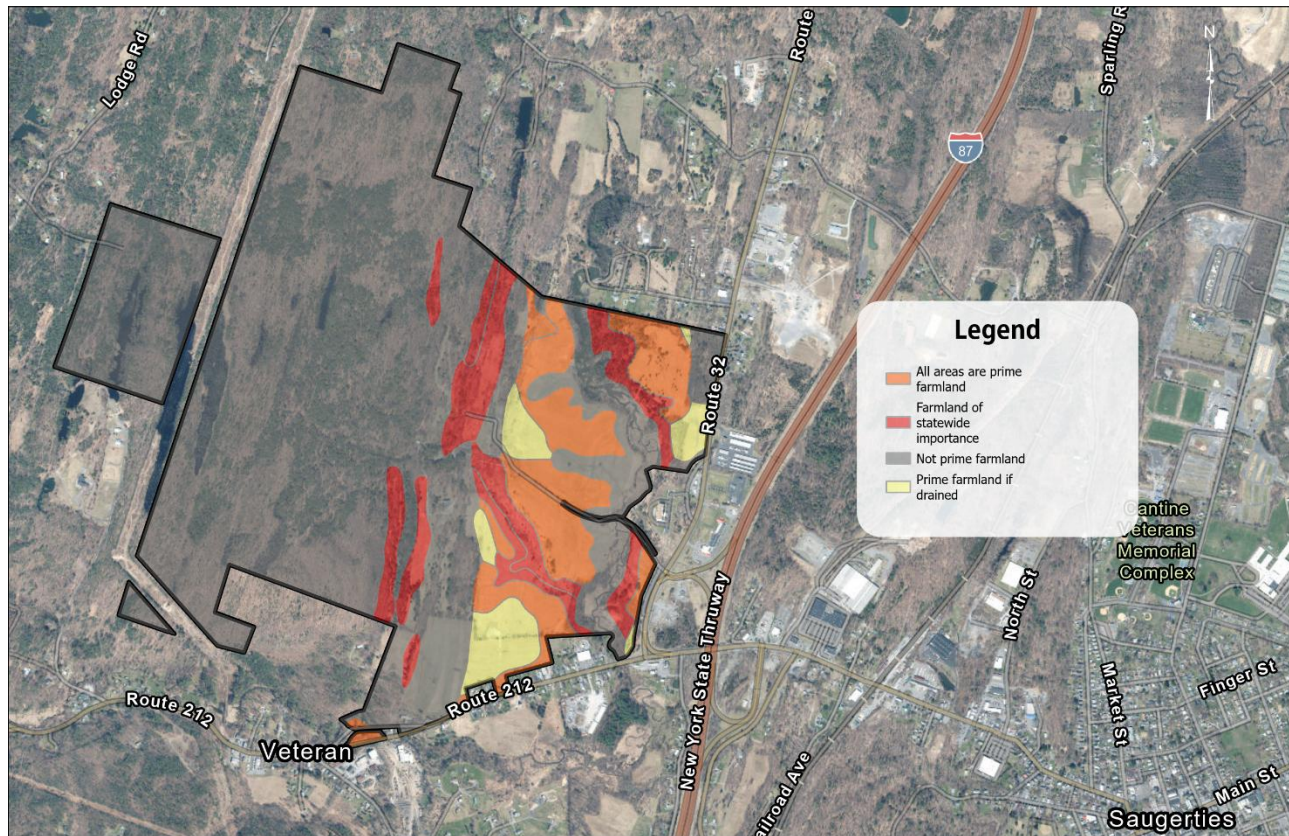 Lodge Rd
Route
Sparling R
N
87
Route 32
Legend
All areas are prime
farmland
Farmland of
statewide
importance
Not prime farmland
Prime farmland if
drained
Cantine
Veterans
Memorial
Complex
New York State Thruway
North St
Market St
Finger St
Route 212
Route 212
Veteran
Main St
ailroad Ave
Saugerties